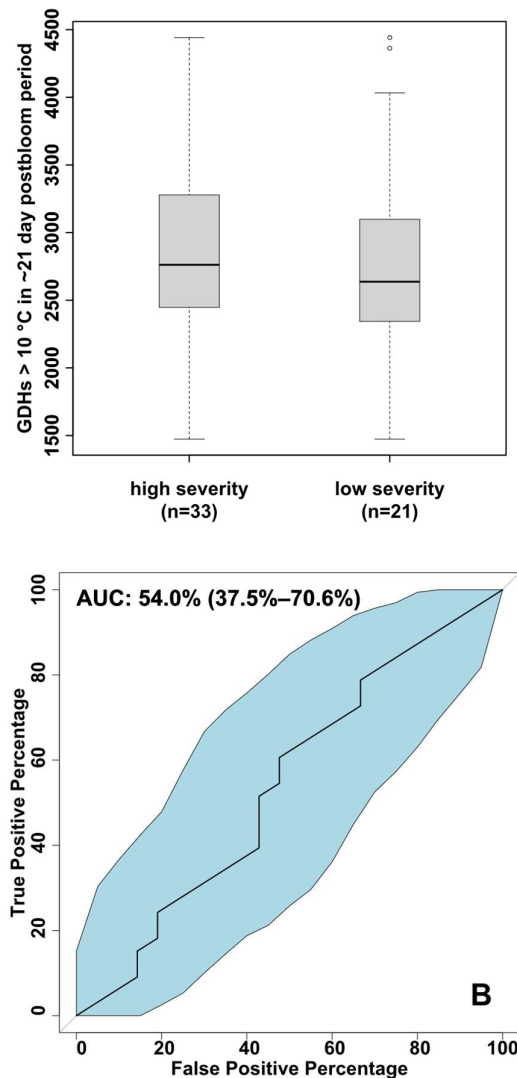 GDHs > 10 °C in ~21 day postbloom period
4500
4000
3500
3000
2500
2000
1500
high severity
(n=33)
low severity
(n=21)
AUC: 54.0% (37.5%–70.6%)
True Positive Percentage
100
80
60
40
20
0
B
0
20
40
60
80
100
False Positive Percentage